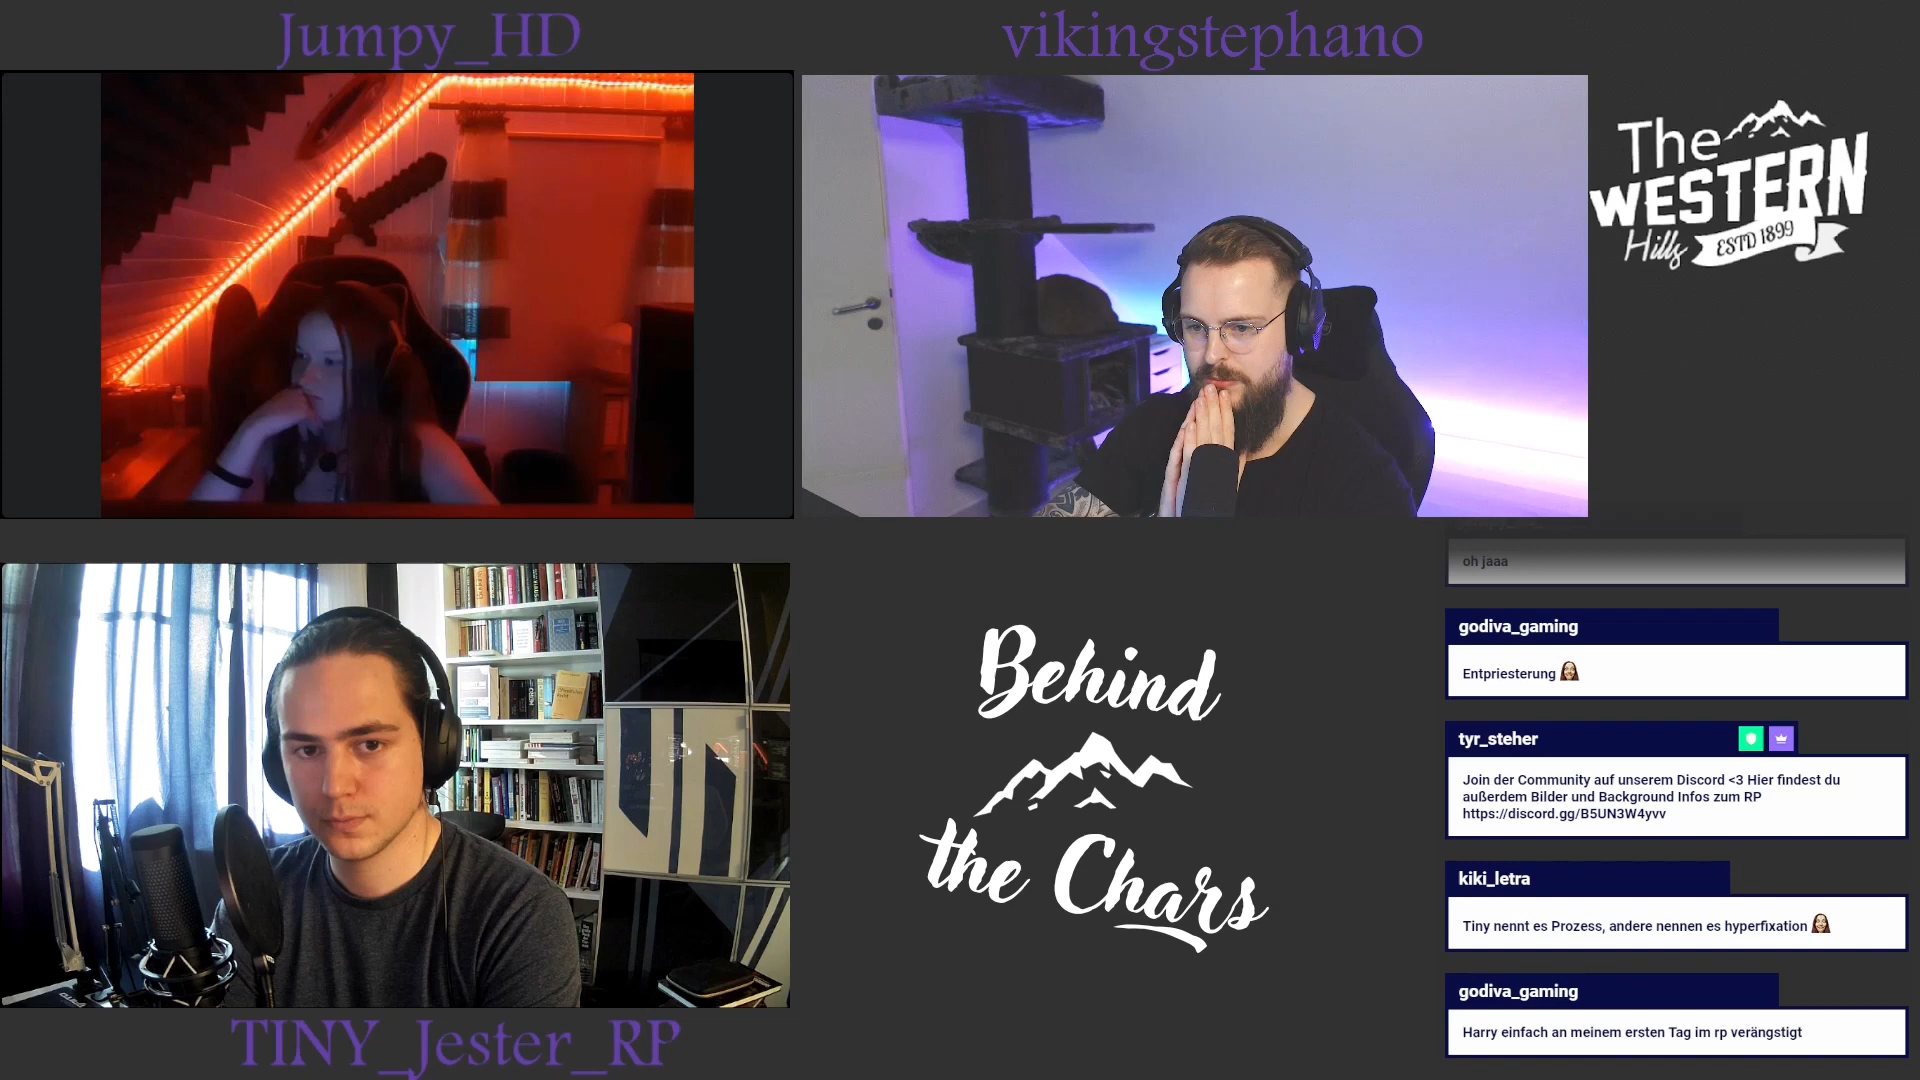 Jumpy_HD
vikingstephano
The
WESTERN
Hills
ESTD 1899
oh jaaa
godiva_gaming
Entpriesterung
tyr_steher
Join der Community auf unserem Discord <3 Hier findest du
außerdem Bilder und Background Infos zum RP
https://discord.gg/B5UN3W4yvv
kiki_letra
Tiny nennt es Prozess, andere nennen es hyperfixation
godiva_gaming
Harry einfach an meinem ersten Tag im rp verängstigt
Behind
the Chars
TINY_Jester_RP